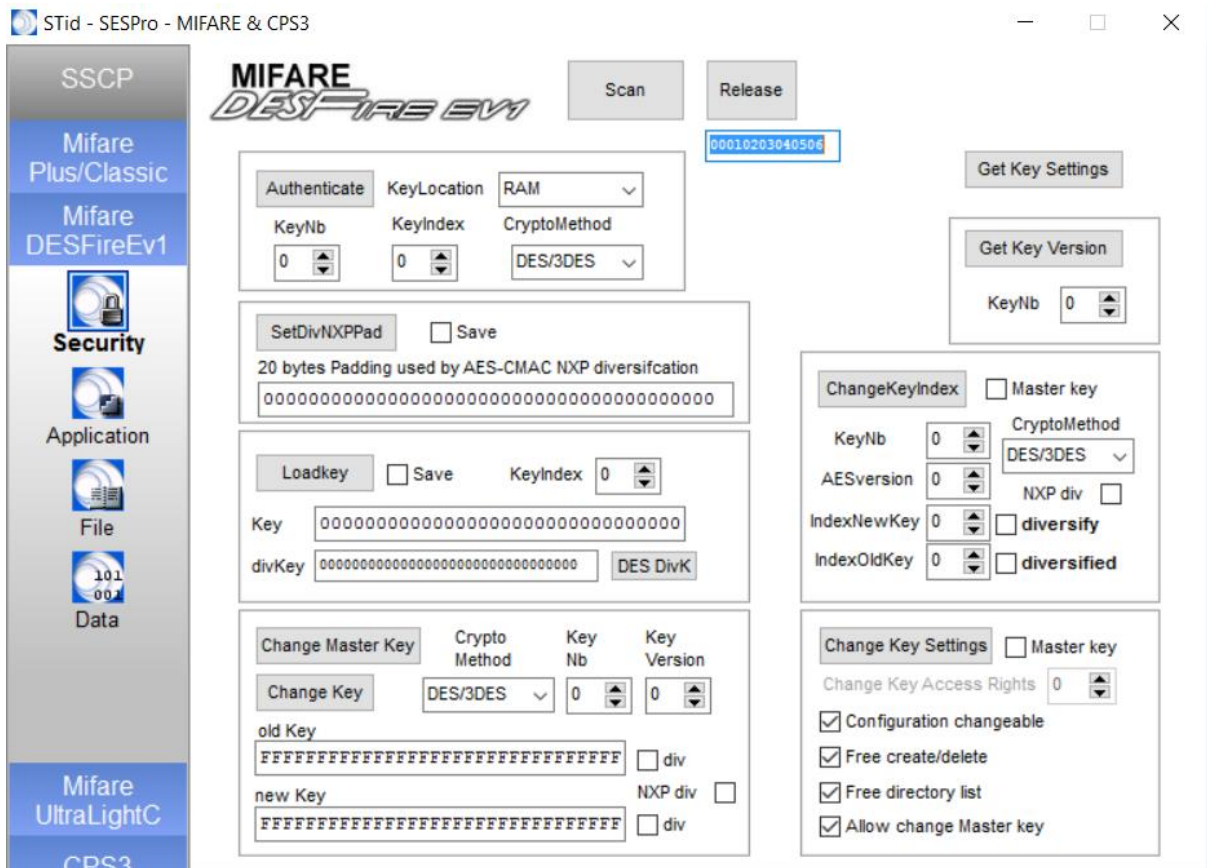 STid - SESPro - MIFARE & CPS3
SSCP
Mifare
Plus/Classic
Mifare
DESFireEv1
Security
Application
File
101
001
Data
Mifare
UltraLightC
CPS3
MIFARE
DESFIRE EV1
Scan
Release
00010203040506
Get Key Settings
Authenticate KeyLocation RAM
KeyNb KeyIndex CryptoMethod
0 0 DES/3DES
Get Key Version
KeyNb 0
SetDivNXPPad Save
20 bytes Padding used by AES-CMAC NXP diversifcation
0000000000000000000000000000000000000000
Loadkey Save KeyIndex 0
Key 00000000000000000000000000000000
divKey 00000000000000000000000000000000 DES DivK
Change Master Key Crypto Method Key Nb Key Version
Change Key DES/3DES 0 0
old Key
FFFFFFFFFFFFFFFFFFFFFFFFFFFFFFFF div
new Key NXP div
FFFFFFFFFFFFFFFFFFFFFFFFFFFFFFFF div
ChangeKeyIndex Master key
KeyNb 0 CryptoMethod
DES/3DES
AESversion 0 NXP div
IndexNewKey 0 diversify
IndexOldKey 0 diversified
Change Key Settings Master key
Change Key Access Rights 0
Configuration changeable
Free create/delete
Free directory list
Allow change Master key